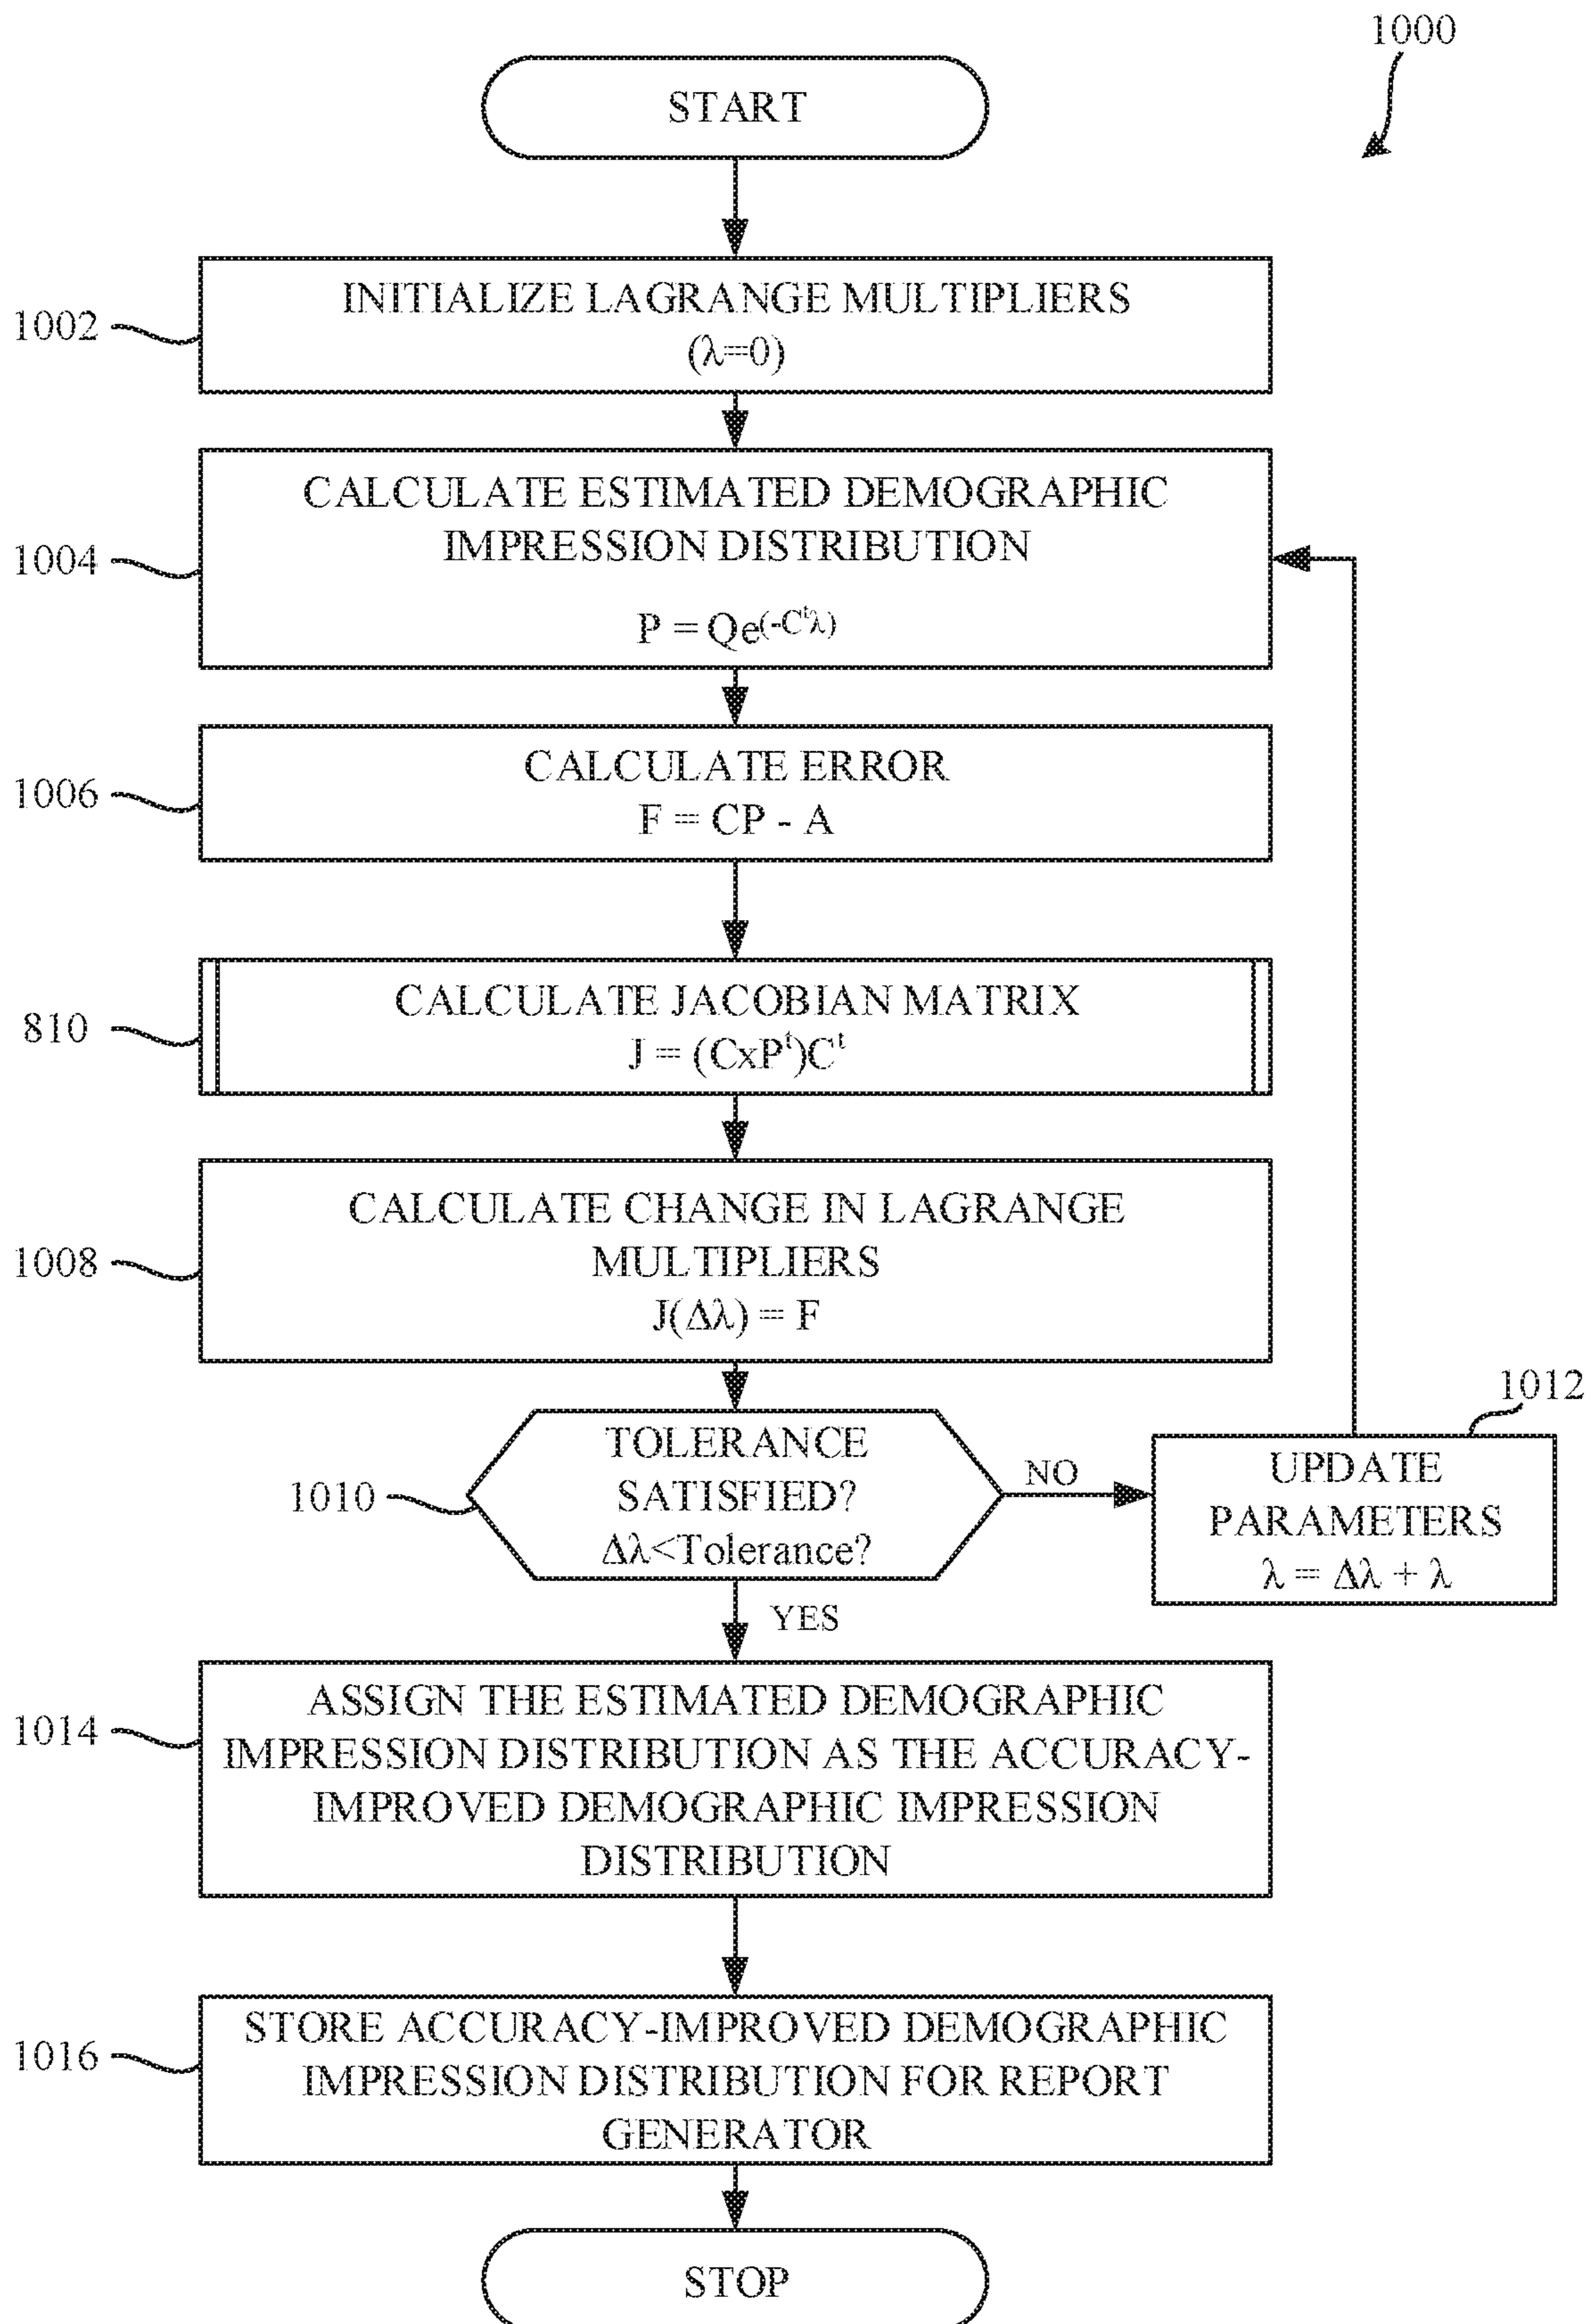 1000
START
1002
INITIALIZE LAGRANGE MULTIPLIERS
(λ=0)
1004
CALCULATE ESTIMATED DEMOGRAPHIC
IMPRESSION DISTRIBUTION
P = Qe^(-C^tλ)
1006
CALCULATE ERROR
F = CP - A
810
CALCULATE JACOBIAN MATRIX
J = (CxP^t)C^t
1008
CALCULATE CHANGE IN LAGRANGE
MULTIPLIERS
J(Δλ) = F
1010
TOLERANCE
SATISFIED?
Δλ<Tolerance?
NO
1012
UPDATE
PARAMETERS
λ = Δλ + λ
YES
1014
ASSIGN THE ESTIMATED DEMOGRAPHIC
IMPRESSION DISTRIBUTION AS THE ACCURACY-
IMPROVED DEMOGRAPHIC IMPRESSION
DISTRIBUTION
1016
STORE ACCURACY-IMPROVED DEMOGRAPHIC
IMPRESSION DISTRIBUTION FOR REPORT
GENERATOR
STOP